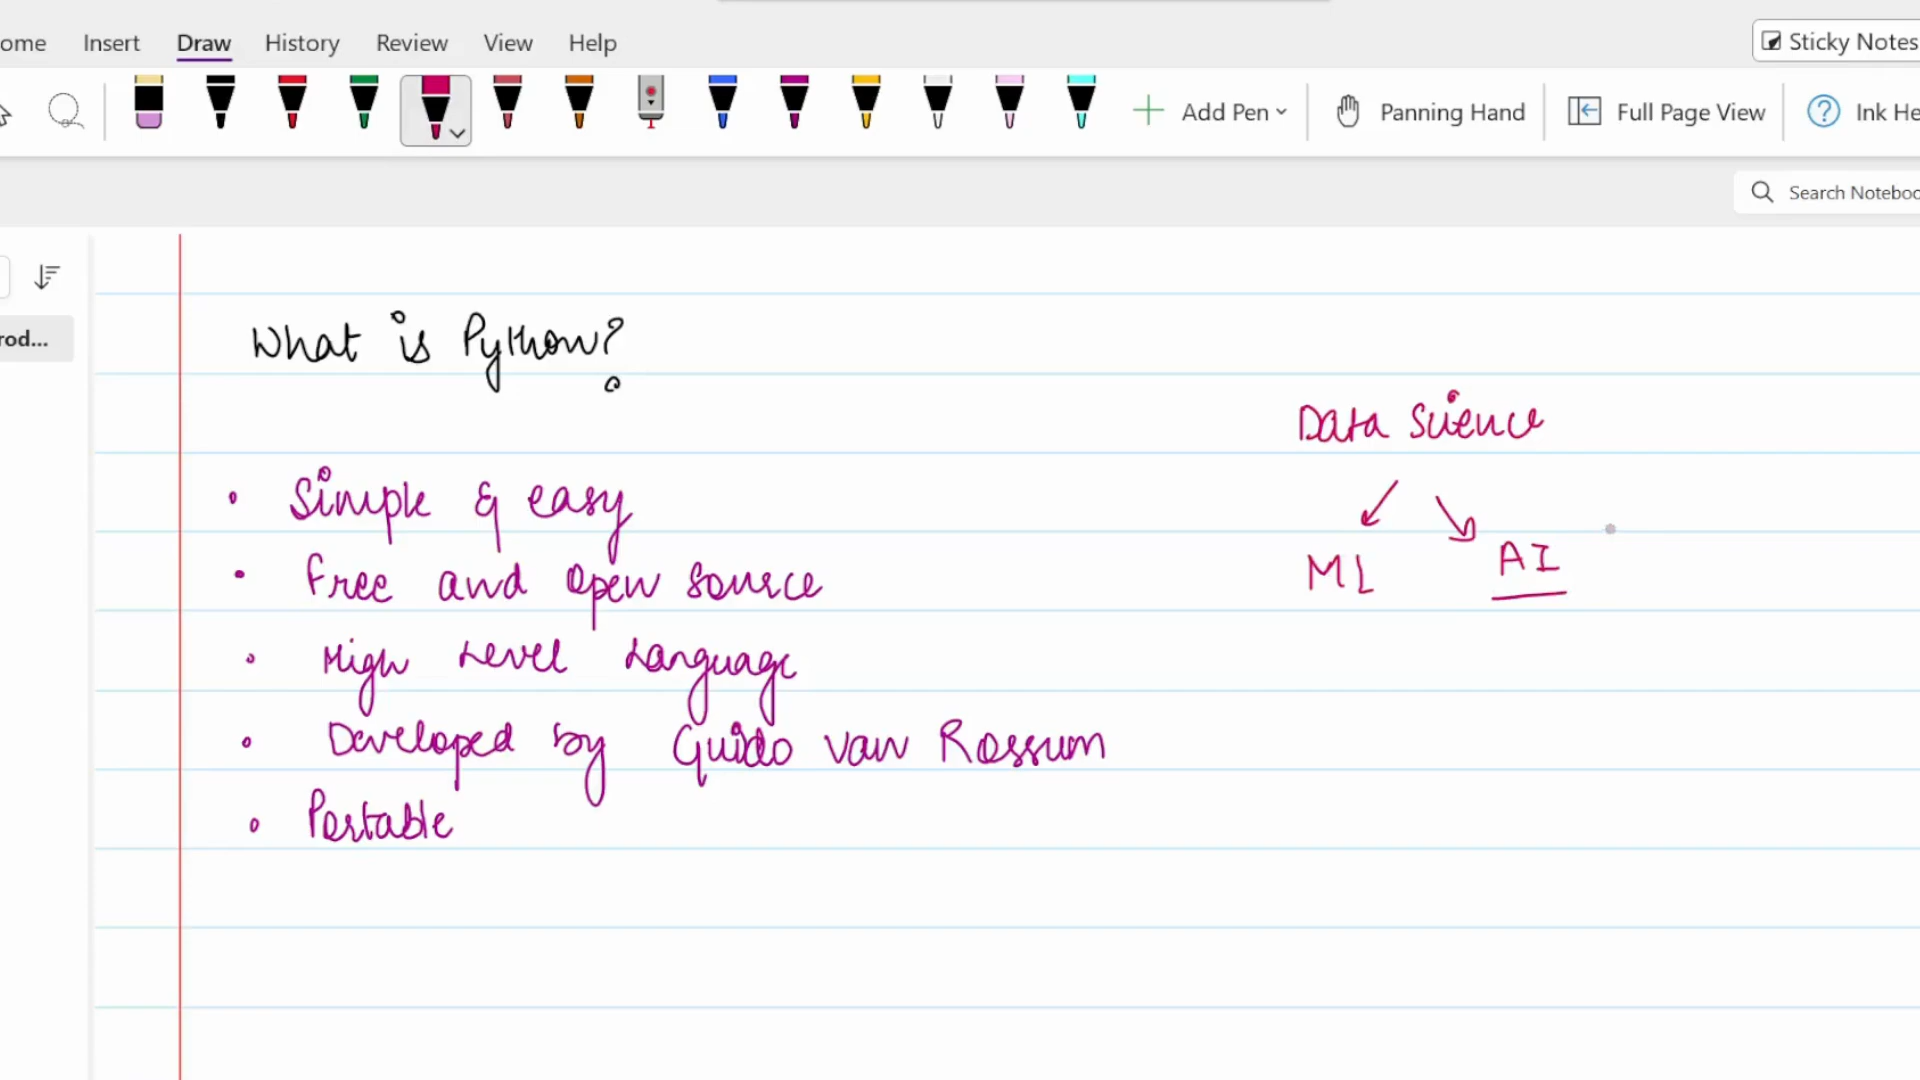 ome Insert Draw History Review View Help Sticky Notes
Add Pen Panning Hand Full Page View Ink He
Search Noteboo
rod...
What is Python?
Data Science
• Simple & easy
ML AI
• Free and open source
• High Level Language
• Developed by Guido van Rossum
• Portable